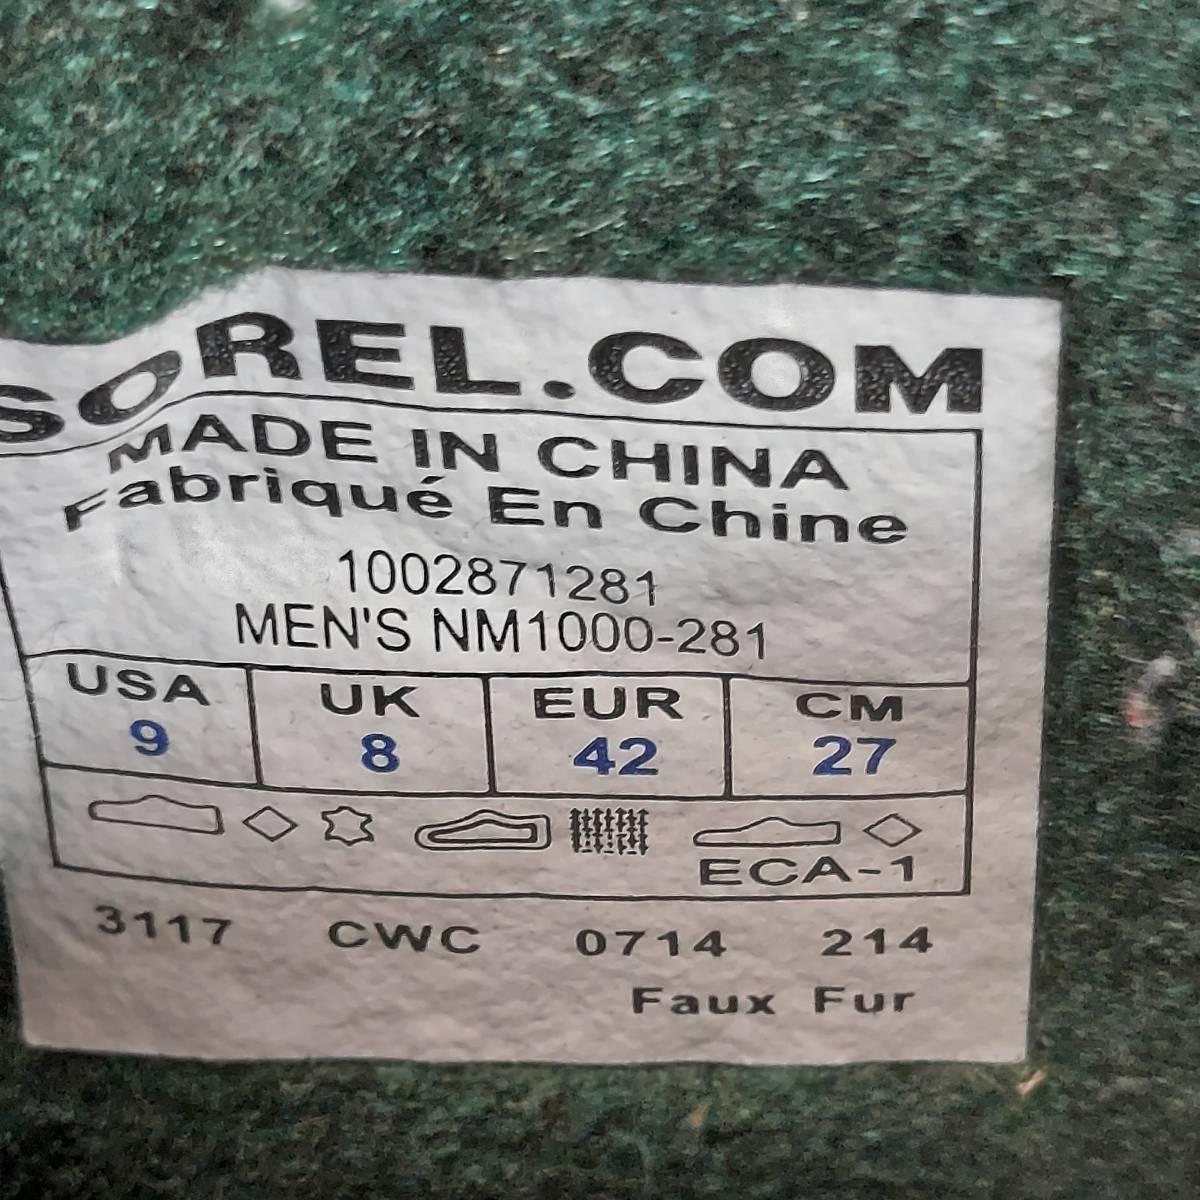 SOREL.COM
MADE IN CHINA
Fabriqué En Chine
1002871281
MEN'S NM1000-281
USA UK EUR CM
9 8 42 27
ECA-1
3117 CWC 0714 214
Faux Fur